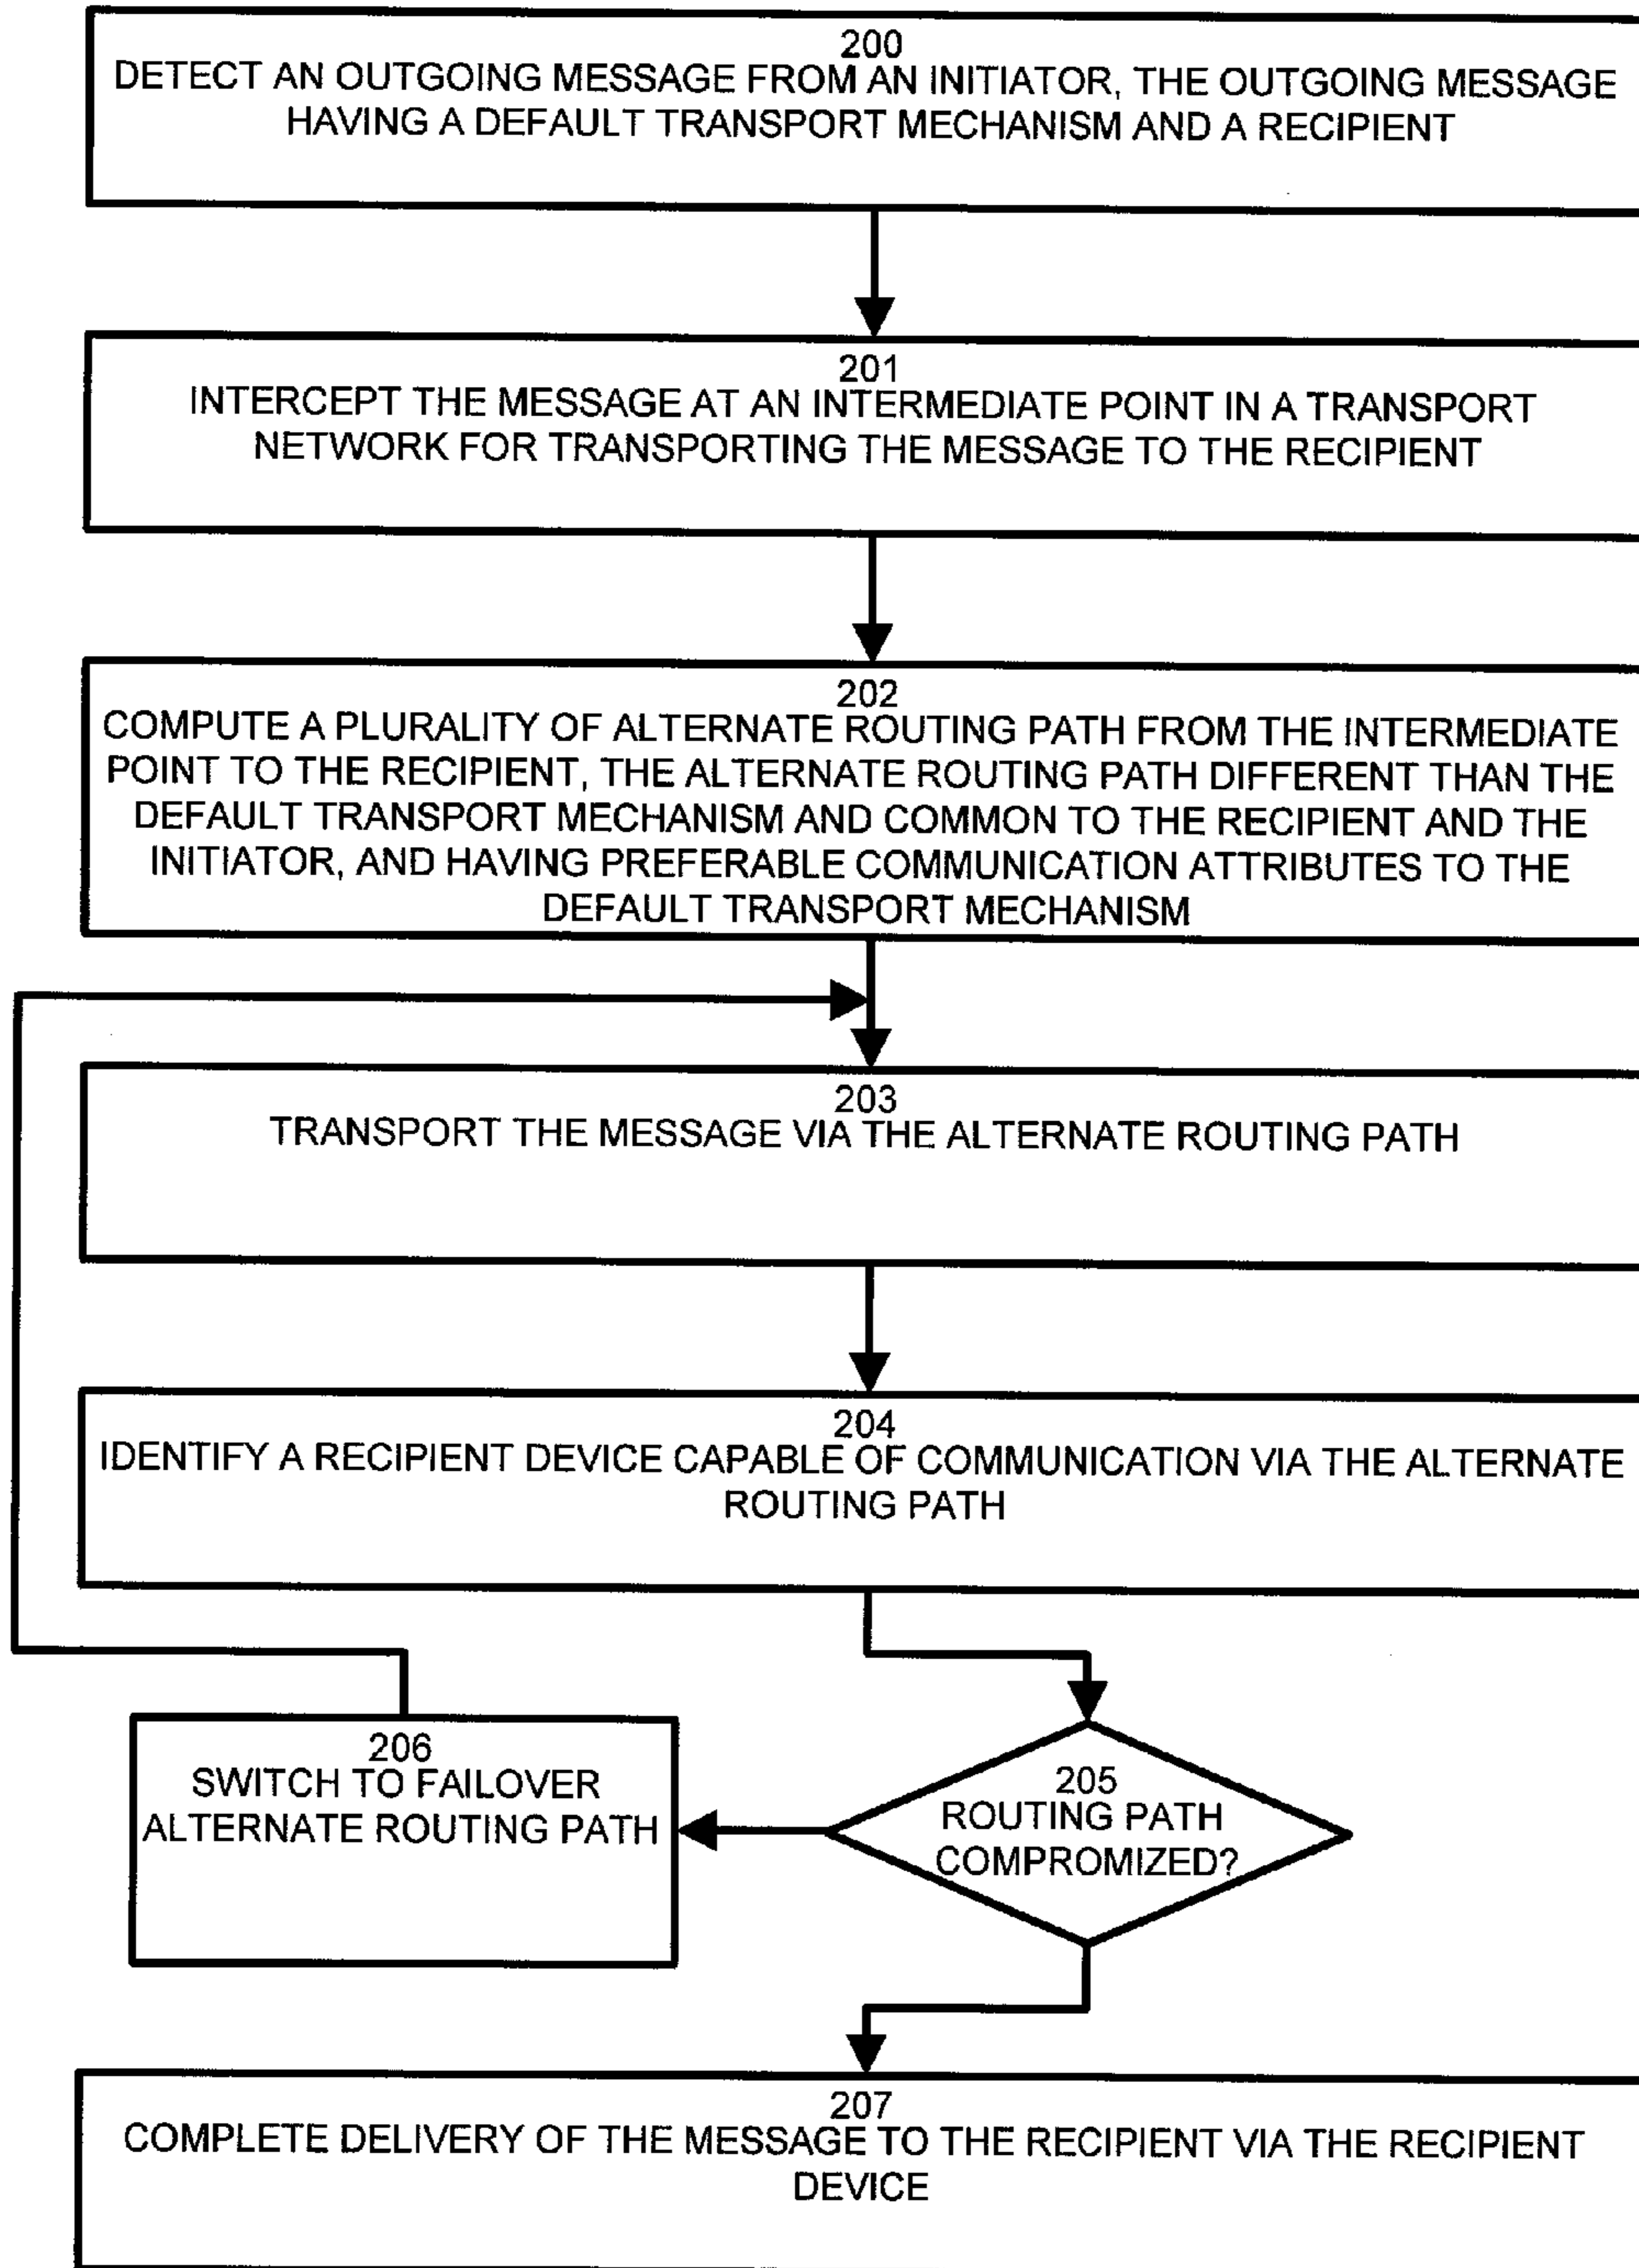 200
DETECT AN OUTGOING MESSAGE FROM AN INITIATOR, THE OUTGOING MESSAGE
HAVING A DEFAULT TRANSPORT MECHANISM AND A RECIPIENT
201
INTERCEPT THE MESSAGE AT AN INTERMEDIATE POINT IN A TRANSPORT
NETWORK FOR TRANSPORTING THE MESSAGE TO THE RECIPIENT
202
COMPUTE A PLURALITY OF ALTERNATE ROUTING PATH FROM THE INTERMEDIATE
POINT TO THE RECIPIENT, THE ALTERNATE ROUTING PATH DIFFERENT THAN THE
DEFAULT TRANSPORT MECHANISM AND COMMON TO THE RECIPIENT AND THE
INITIATOR, AND HAVING PREFERABLE COMMUNICATION ATTRIBUTES TO THE
DEFAULT TRANSPORT MECHANISM
203
TRANSPORT THE MESSAGE VIA THE ALTERNATE ROUTING PATH
204
IDENTIFY A RECIPIENT DEVICE CAPABLE OF COMMUNICATION VIA THE ALTERNATE
ROUTING PATH
205
ROUTING PATH
COMPROMIZED?
206
SWITCH TO FAILOVER
ALTERNATE ROUTING PATH
207
COMPLETE DELIVERY OF THE MESSAGE TO THE RECIPIENT VIA THE RECIPIENT
DEVICE